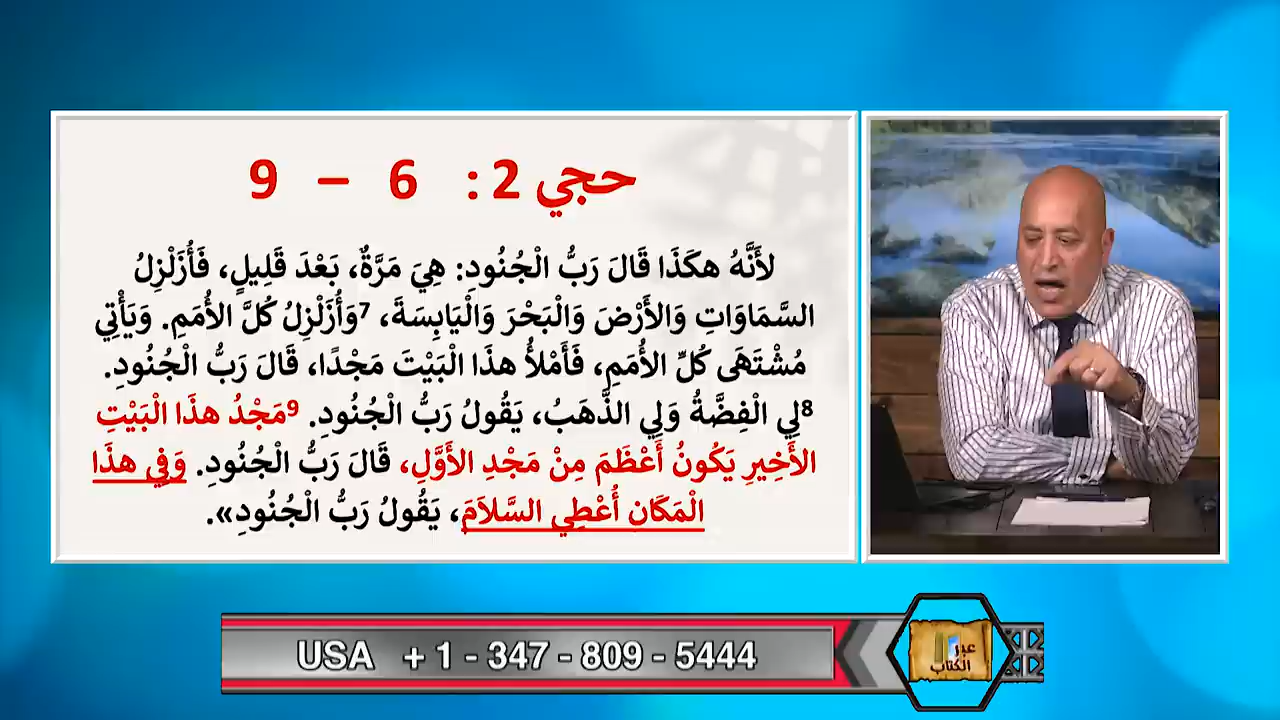 حجي 2 : 6 – 9
لأَنَّهُ هكَذَا قَالَ رَبُّ الْجُنُودِ: هِيَ مَرَّةٌ، بَعْدَ قَلِيلٍ، فَأُزَلْزِلُ
السَّمَاوَاتِ وَالأَرْضَ وَالْبَحْرَ وَالْيَابِسَةَ، 7وَأُزَلْزِلُ كُلَّ الأُمَمِ. وَيَأْتِي
مُشْتَهَى كُلِّ الأُمَمِ، فَأَمْلأُ هذَا الْبَيْتَ مَجْدًا، قَالَ رَبُّ الْجُنُودِ.
8لِي الْفِضَّةُ وَلِي الذَّهَبُ، يَقُولُ رَبُّ الْجُنُودِ. 9مَجْدُ هذَا الْبَيْتِ
الأَخِيرِ يَكُونُ أَعْظَمَ مِنْ مَجْدِ الأَوَّلِ، قَالَ رَبُّ الْجُنُودِ. وَفِي هذَا
الْمَكَانِ أُعْطِي السَّلاَمَ، يَقُولُ رَبُّ الْجُنُودِ».
USA + 1 - 347 - 809 - 5444
عبر
الكتاب